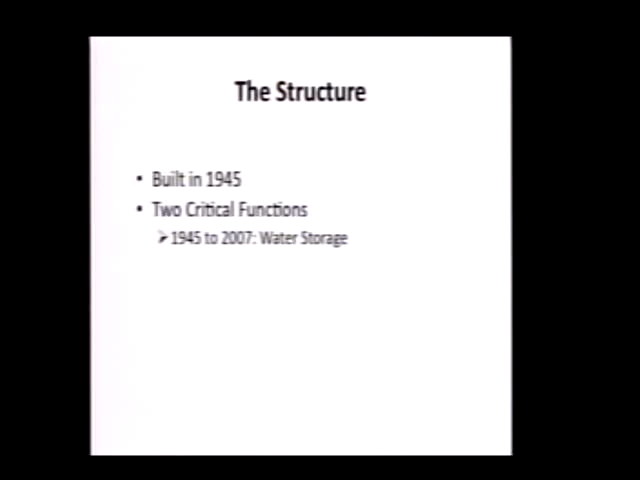 The Structure
• Built in 1945
• Two Critical Functions
➢ 1945 to 2007: Water Storage